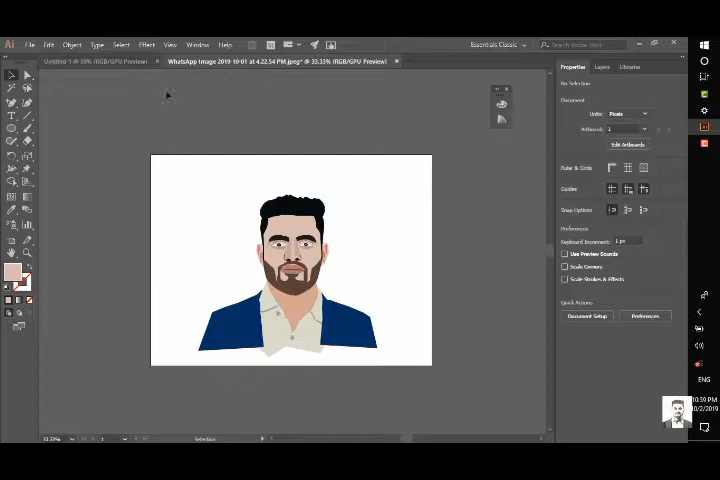 Ai File Edit Object Type Select Effect View Window Help
Essentials Classic
Untitled-1 @ 50% (RGB/GPU Preview) ×
WhatsApp Image 2019-10-01 at 4.22.54 PM.jpeg* @ 33.33% (RGB/GPU Preview) ×
Properties Layers Libraries
No Selection
Document
Units: Pixels
Artboard: 1
Edit Artboards
Ruler & Grids
Guides
Snap Options
Preferences
Keyboard Increment: 1 px
Use Preview Bounds
Scale Corners
Scale Strokes & Effects
Quick Actions
Document Setup
Preferences
ENG
10:39 PM
10/2/2019
33.33%
1
Selection